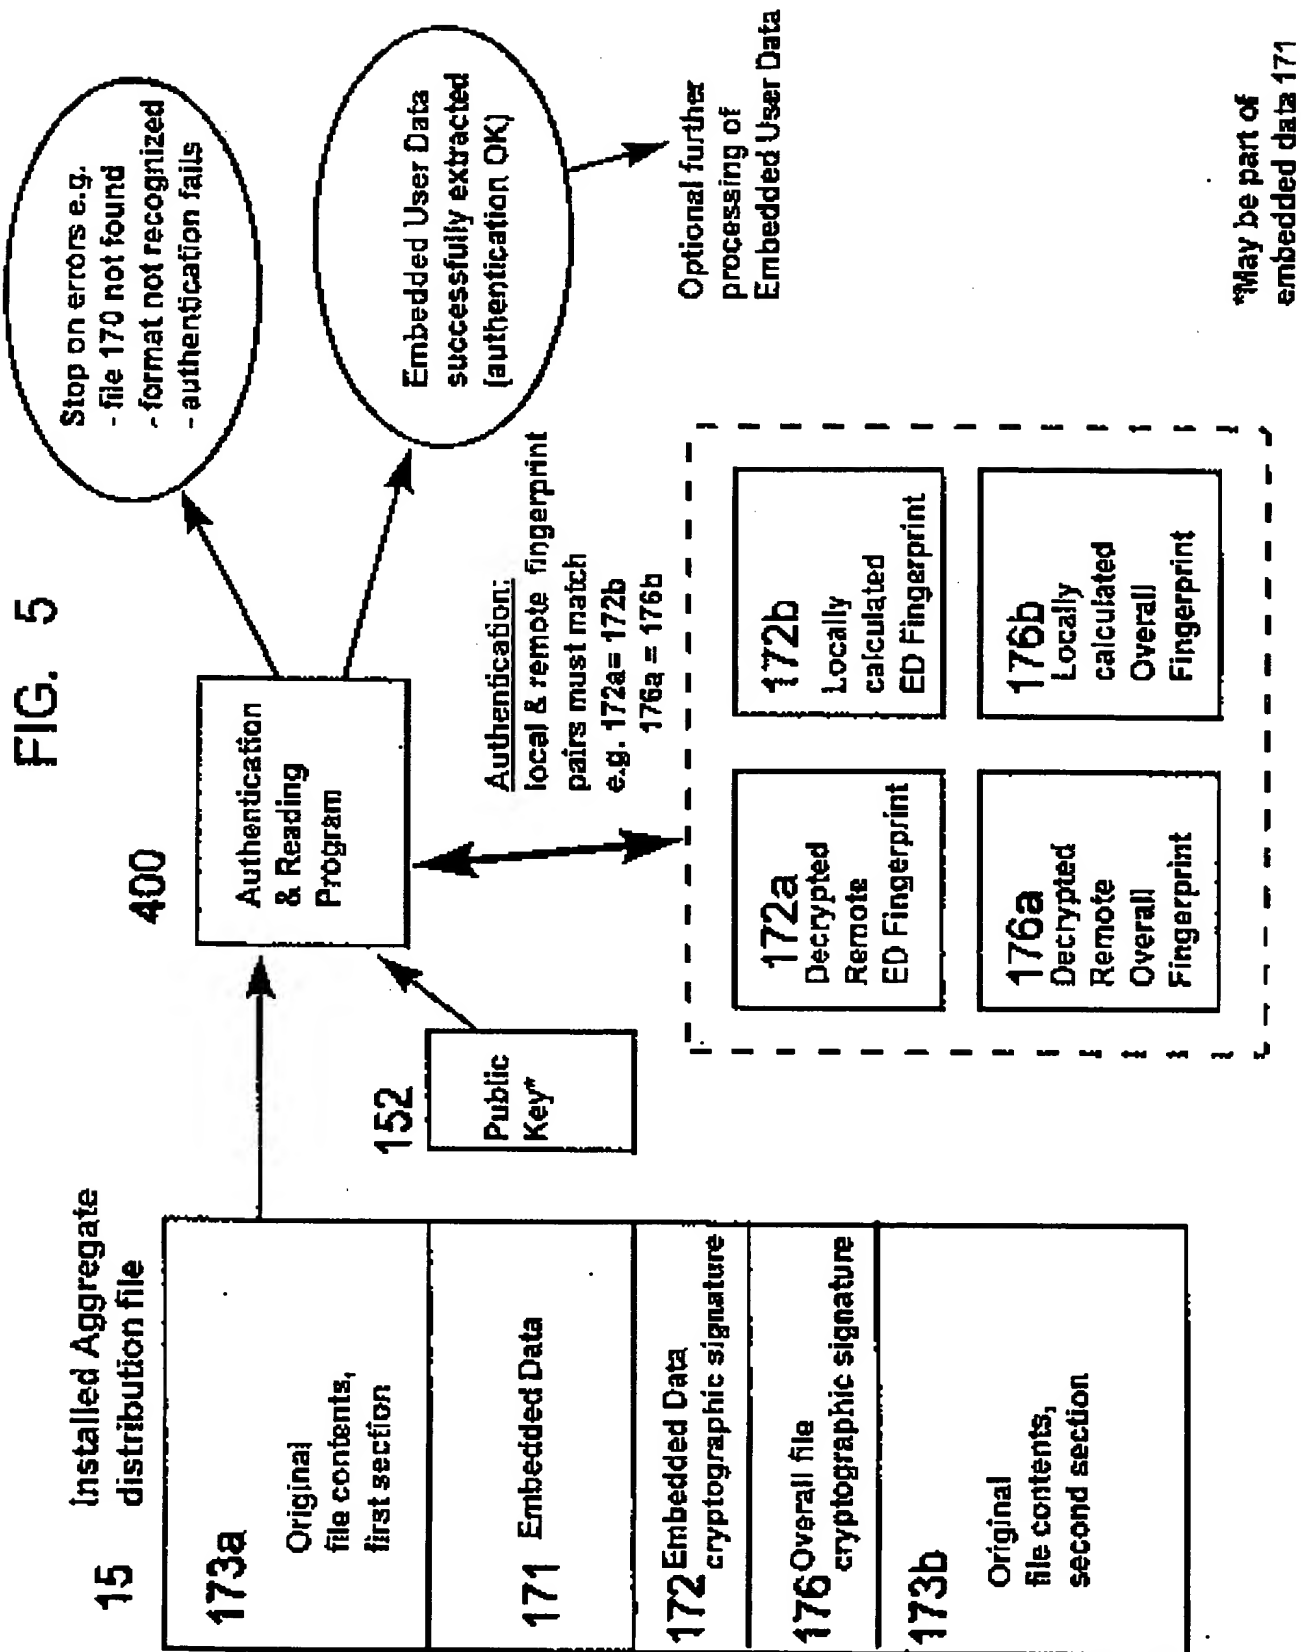 FIG. 5
15 Installed Aggregate
distribution file
173a
Original
file contents,
first section
171 Embedded Data
172 Embedded Data
cryptographic signature
176 Overall file
cryptographic signature
173b
Original
file contents,
second section
152
Public
Key*
400
Authentication
& Reading
Program
Stop on errors e.g.
- file 170 not found
- format not recognized
- authentication fails
Embedded User Data
successfully extracted
(authentication OK)
Optional further
processing of
Embedded User Data
Authentication:
local & remote fingerprint
pairs must match
e.g. 172a= 172b
176a = 176b
172a
Decrypted
Remote
ED Fingerprint
172b
Locally
calculated
ED Fingerprint
176a
Decrypted
Remote
Overall
Fingerprint
176b
Locally
calculated
Overall
Fingerprint
*May be part of
embedded data 171